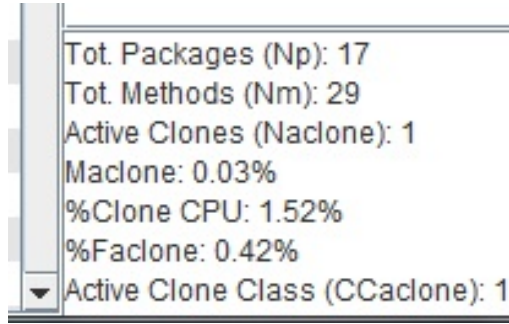 Tot. Packages (Np): 17
Tot. Methods (Nm): 29
Active Clones (Naclone): 1
Maclone: 0.03%
%Clone CPU: 1.52%
%Faclone: 0.42%
Active Clone Class (CCaclone): 1